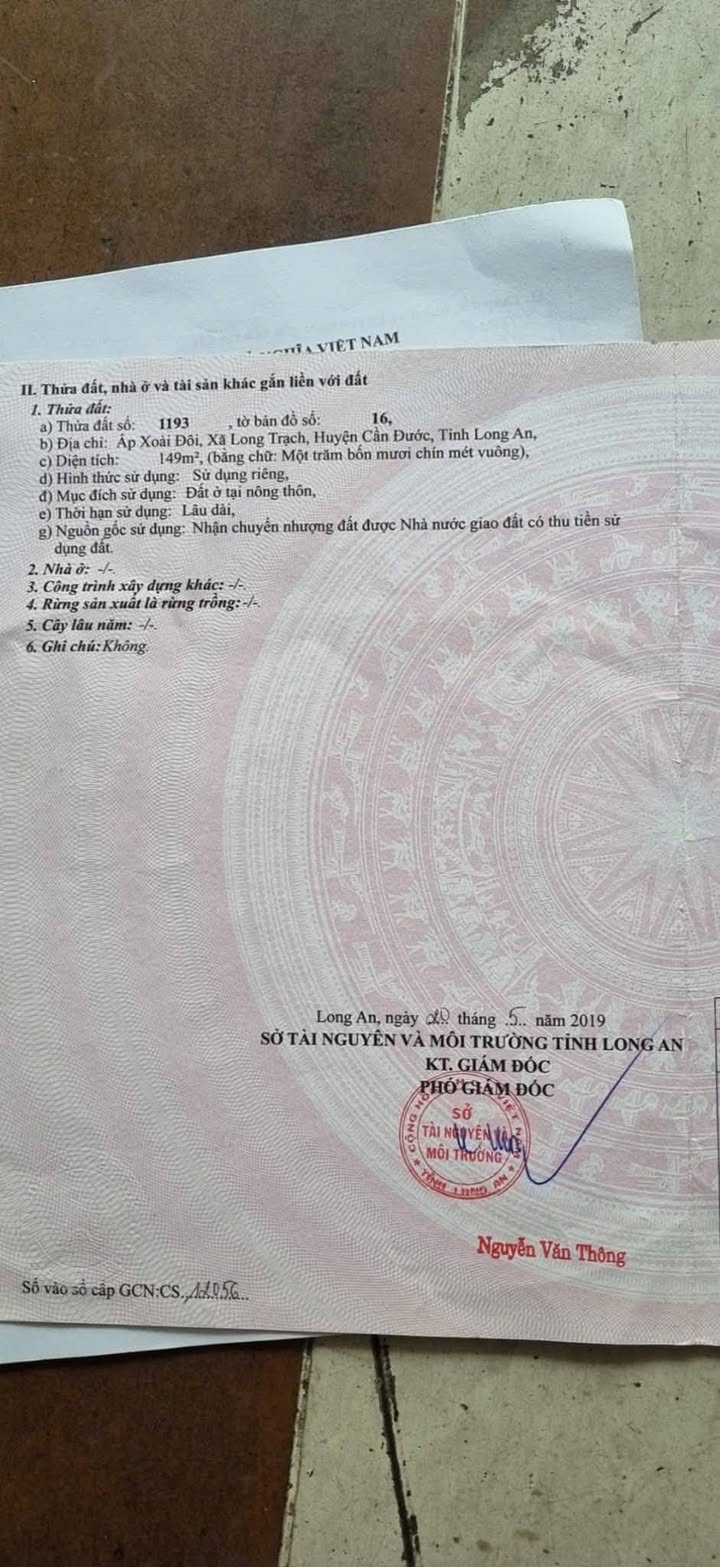 NGHĨA VIỆT NAM
II. Thửa đất, nhà ở và tài sản khác gắn liền với đất
1. Thửa đất:
a) Thửa đất số: 1193 , tờ bản đồ số: 16,
b) Địa chỉ: Ấp Xoài Đôi, Xã Long Trạch, Huyện Cần Đước, Tỉnh Long An,
c) Diện tích: 149m², (bằng chữ: Một trăm bốn mươi chín mét vuông),
d) Hình thức sử dụng: Sử dụng riêng,
đ) Mục đích sử dụng: Đất ở tại nông thôn,
e) Thời hạn sử dụng: Lâu dài,
g) Nguồn gốc sử dụng: Nhận chuyển nhượng đất được Nhà nước giao đất có thu tiền sử
dụng đất.
2. Nhà ở: -/-.
3. Công trình xây dựng khác: -/-.
4. Rừng sản xuất là rừng trồng: -/-.
5. Cây lâu năm: -/-.
6. Ghi chú: Không.
Long An, ngày tháng .5.. năm 2019
SỞ TÀI NGUYÊN VÀ MÔI TRƯỜNG TỈNH LONG AN
KT. GIÁM ĐỐC
PHÓ GIÁM ĐỐC
SỞ
TÀI NGUYÊN
MÔI TRƯỜNG
TỈNH LONG AN
Nguyễn Văn Thông
Số vào sổ cấp GCN:CS